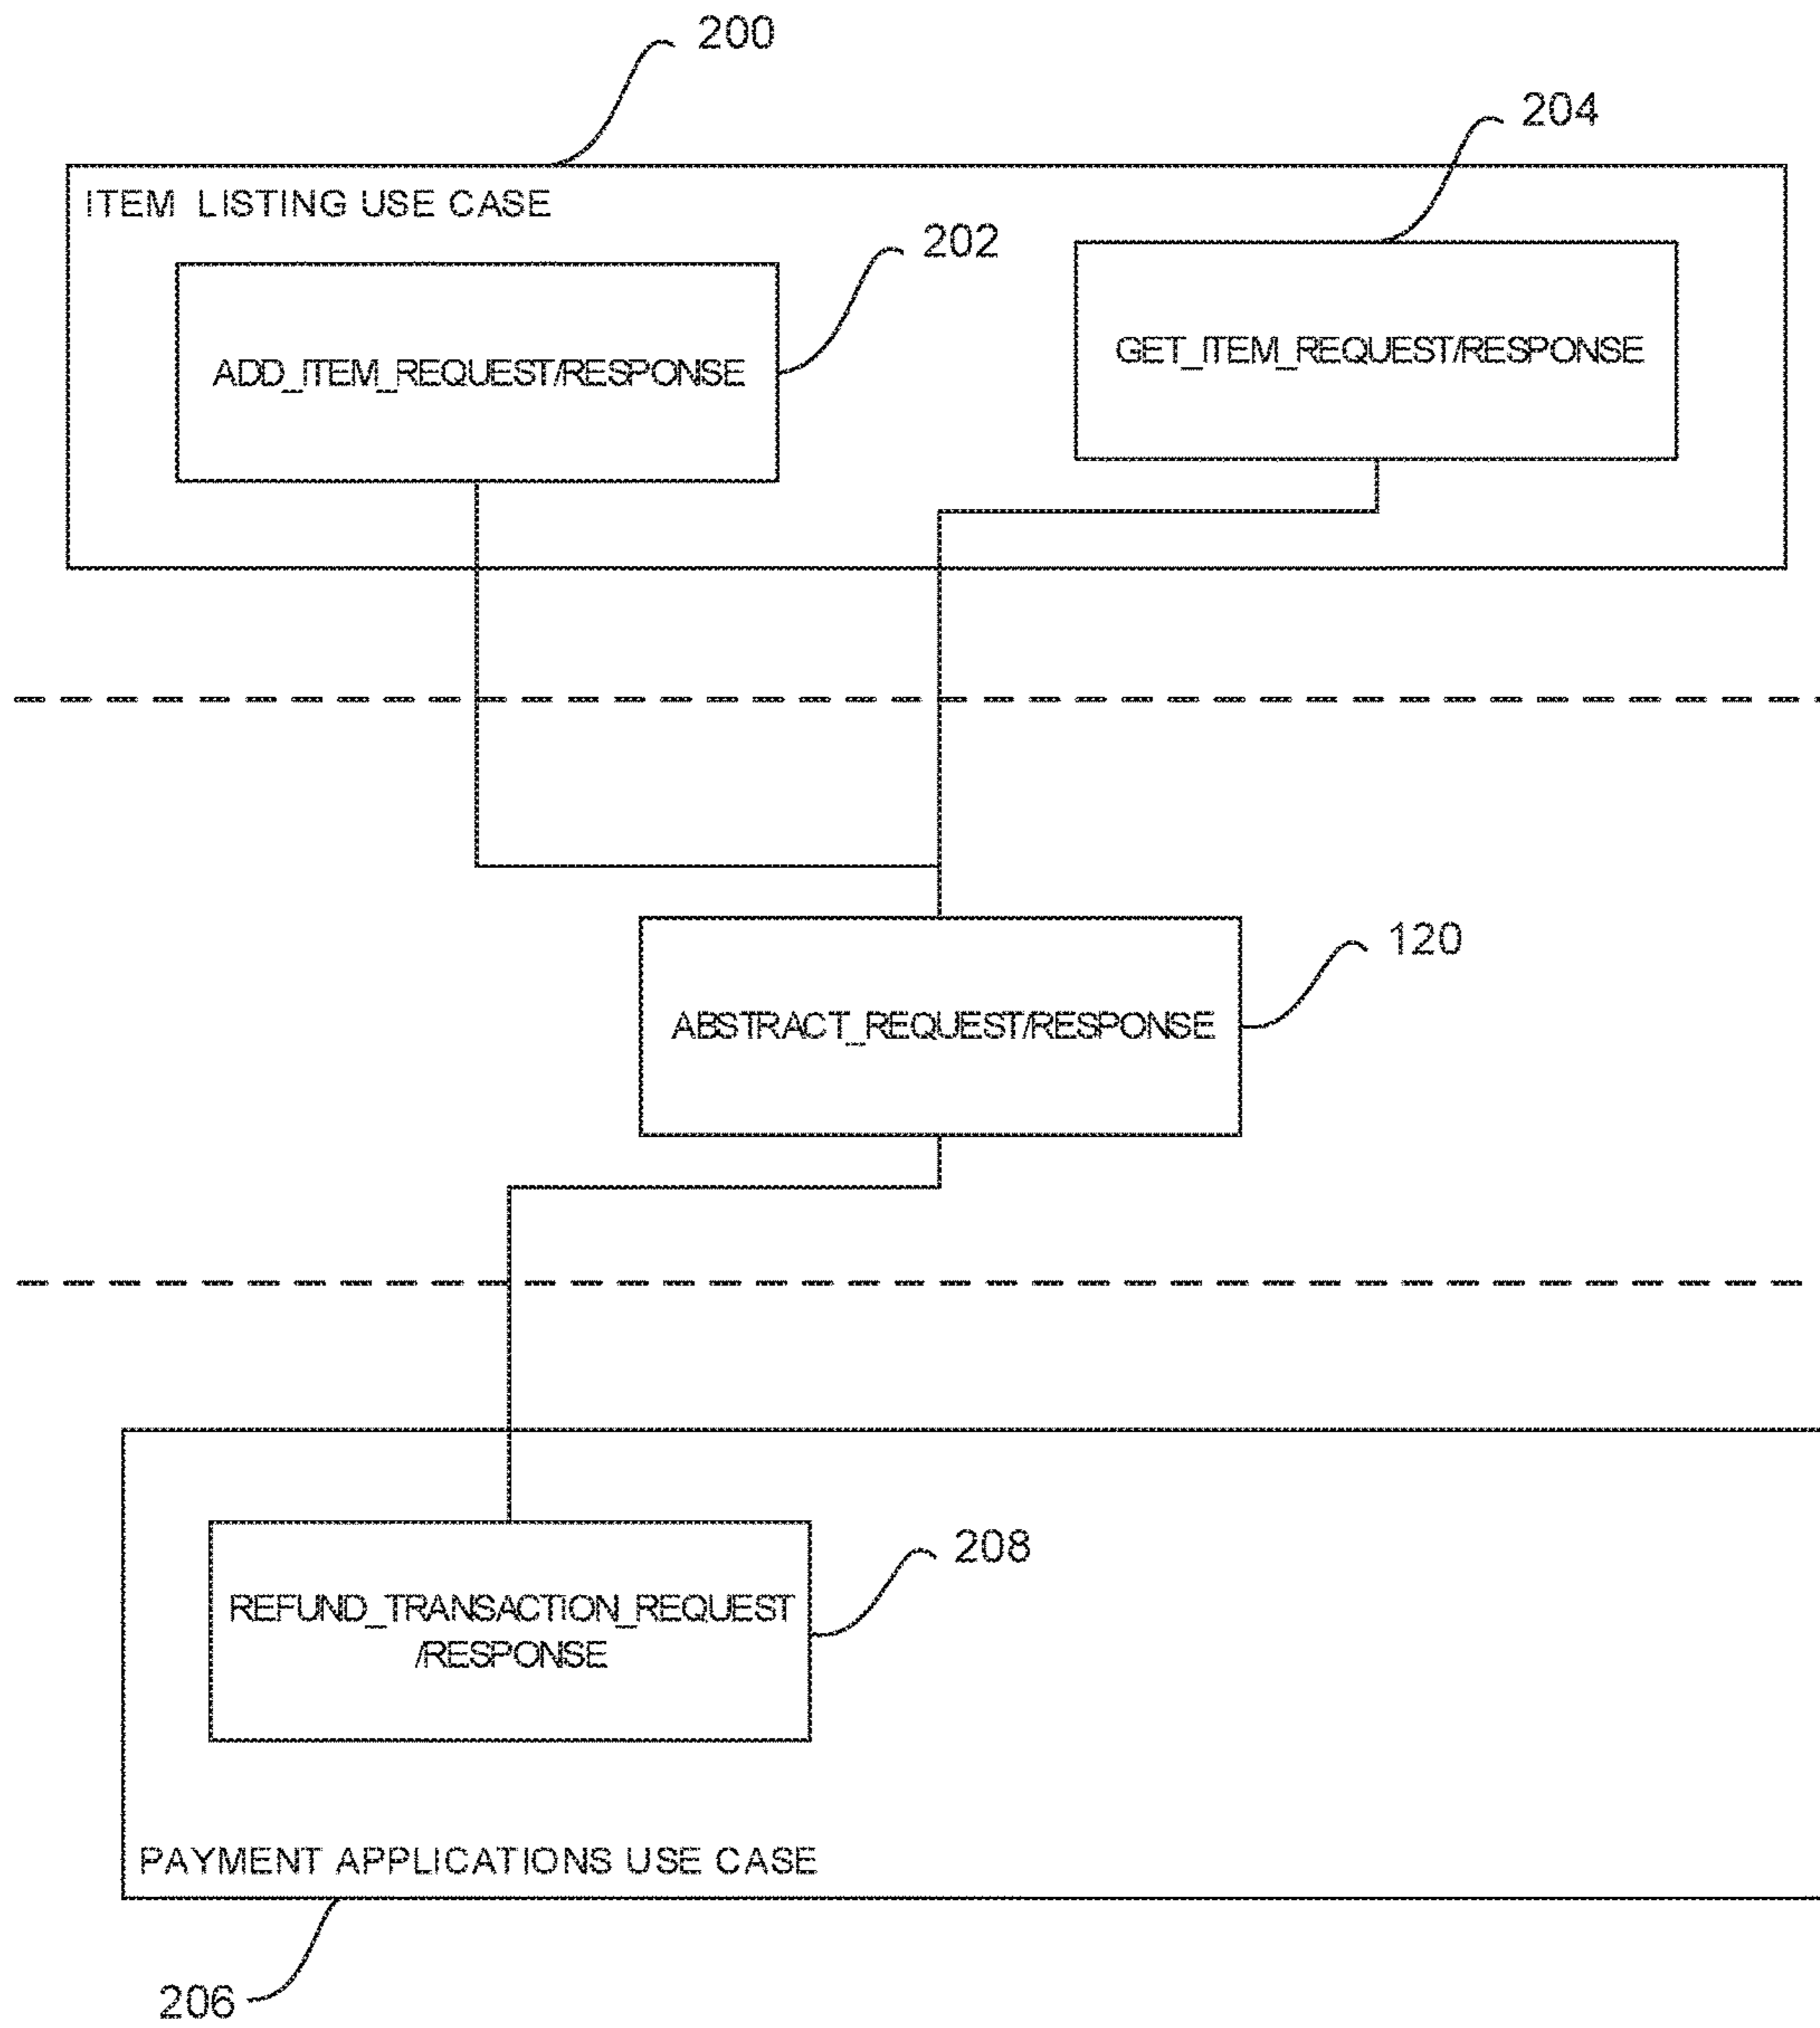 200
204
ITEM LISTING USE CASE
202
ADD_ITEM_REQUEST/RESPONSE
GET_ITEM_REQUEST/RESPONSE
120
ABSTRACT_REQUEST/RESPONSE
208
REFUND_TRANSACTION_REQUEST
/RESPONSE
PAYMENT APPLICATIONS USE CASE
206